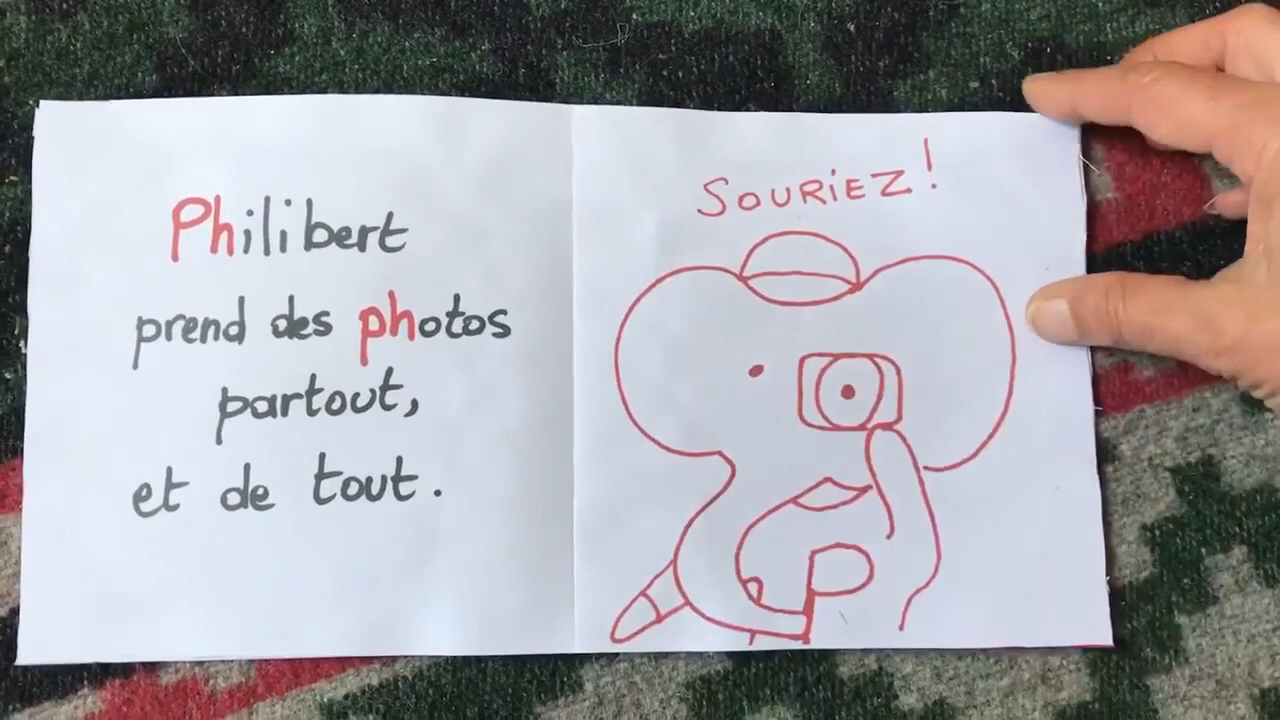 Philibert
prend des photos
partout,
et de tout.
SOURIEZ!